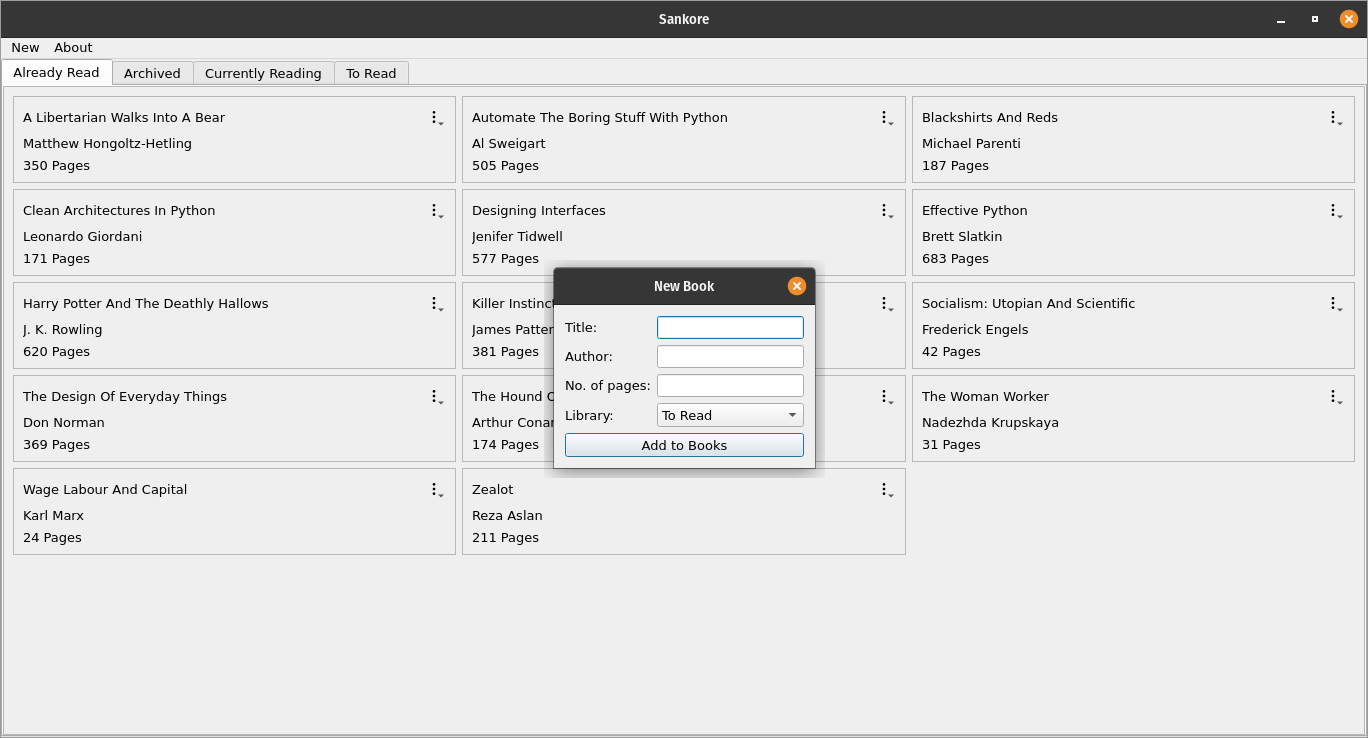 Sankore
New About
Already Read Archived Currently Reading To Read
A Libertarian Walks Into A Bear
Matthew Hongoltz-Hetling
350 Pages
Automate The Boring Stuff With Python
Al Sweigart
505 Pages
Blackshirts And Reds
Michael Parenti
187 Pages
Clean Architectures In Python
Leonardo Giordani
171 Pages
Designing Interfaces
Jenifer Tidwell
577 Pages
Effective Python
Brett Slatkin
683 Pages
Harry Potter And The Deathly Hallows
J. K. Rowling
620 Pages
Killer Instinct
James Patter
381 Pages
Socialism: Utopian And Scientific
Frederick Engels
42 Pages
The Design Of Everyday Things
Don Norman
369 Pages
The Hound
Arthur Conan
174 Pages
The Woman Worker
Nadezhda Krupskaya
31 Pages
Wage Labour And Capital
Karl Marx
24 Pages
Zealot
Reza Aslan
211 Pages
New Book
Title:
Author:
No. of pages:
Library: To Read
Add to Books